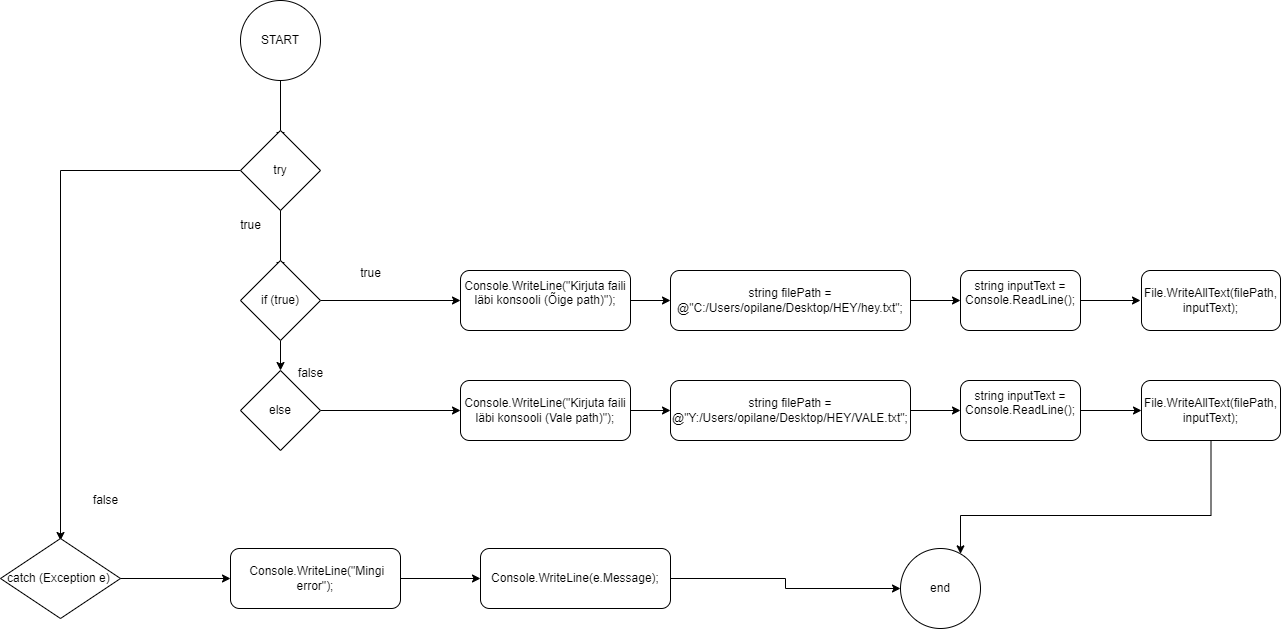 START
try
true
true
if (true)
Console.WriteLine("Kirjuta faili
läbi konsooli (Õige path)");
string filePath =
@"C:/Users/opilane/Desktop/HEY/hey.txt";
string inputText =
Console.ReadLine();
File.WriteAllText(filePath,
inputText);
false
else
Console.WriteLine("Kirjuta faili
läbi konsooli (Vale path)");
string filePath =
@"Y:/Users/opilane/Desktop/HEY/VALE.txt";
string inputText =
Console.ReadLine();
File.WriteAllText(filePath,
inputText);
false
catch (Exception e)
Console.WriteLine("Mingi
error");
Console.WriteLine(e.Message);
end